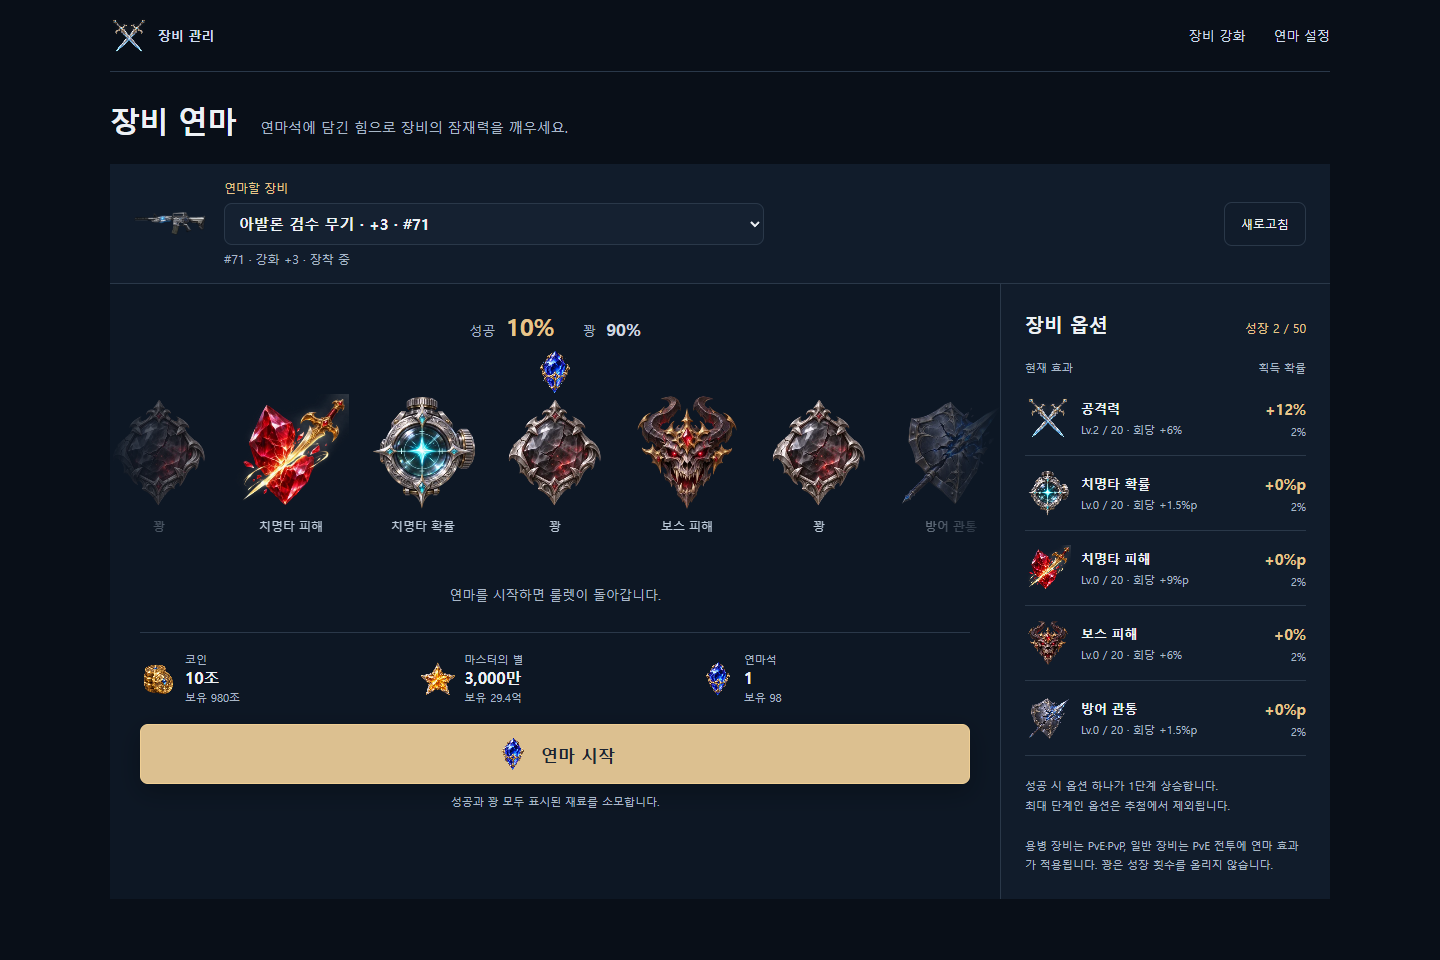 장비 관리
장비 강화
연마 설정
장비 연마
연마석에 담긴 힘으로 장비의 잠재력을 깨우세요.
연마할 장비
아발론 검수 무기 · +3 · #71
#71 · 강화 +3 · 장착 중
새로고침
성공 10% 꽝 90%
꽝
치명타 피해
치명타 확률
꽝
보스 피해
꽝
방어 관통
연마를 시작하면 룰렛이 돌아갑니다.
코인
10조
보유 980조
마스터의 별
3,000만
보유 29.4억
연마석
1
보유 98
연마 시작
성공과 꽝 모두 표시된 재료를 소모합니다.
장비 옵션
성장 2 / 50
현재 효과
획득 확률
공격력
+12%
Lv.2 / 20 · 회당 +6%
2%
치명타 확률
+0%p
Lv.0 / 20 · 회당 +1.5%p
2%
치명타 피해
+0%p
Lv.0 / 20 · 회당 +9%p
2%
보스 피해
+0%
Lv.0 / 20 · 회당 +6%
2%
방어 관통
+0%p
Lv.0 / 20 · 회당 +1.5%p
2%
성공 시 옵션 하나가 1단계 상승합니다.
최대 단계인 옵션은 추첨에서 제외됩니다.
용병 장비는 PvE·PvP, 일반 장비는 PvE 전투에 연마 효과
가 적용됩니다. 꽝은 성장 횟수를 올리지 않습니다.